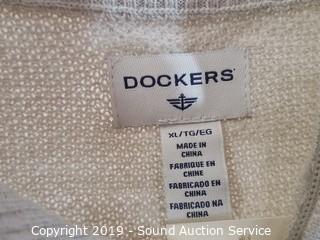 DOCKERS®
XL/TG/EG
MADE IN
CHINA
FABRIQUE EN
CHINE
FABRICADO EN
CHINA
FABRICADO NA
CHINA
Copyright 2019 - Sound Auction Service